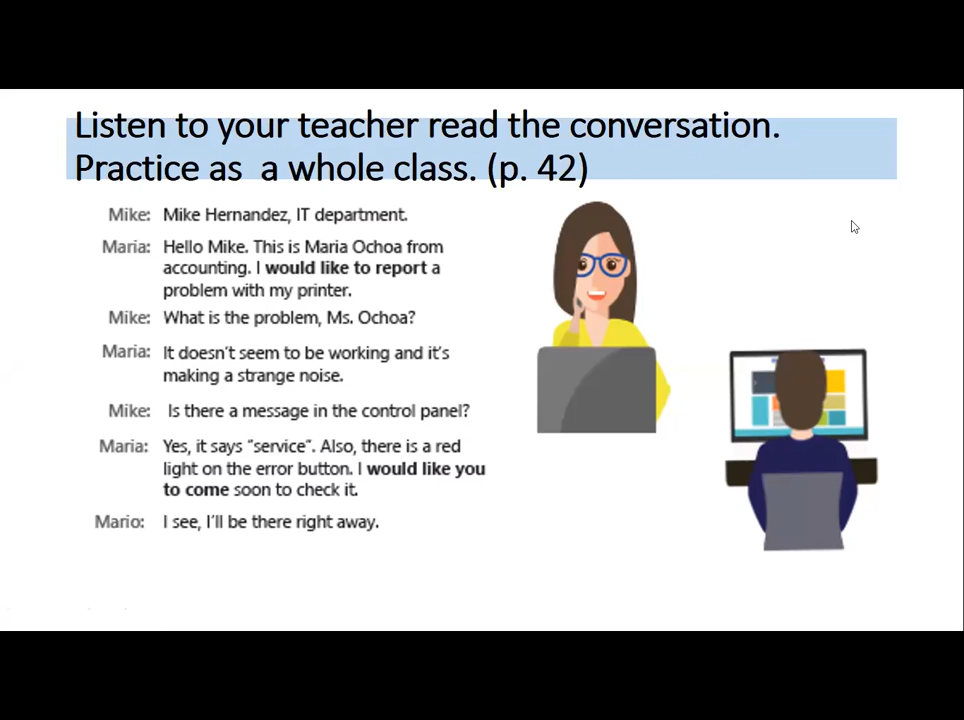 Listen to your teacher read the conversation.
Practice as a whole class. (p. 42)
Mike: Mike Hernandez, IT department.
Maria: Hello Mike. This is Maria Ochoa from
accounting. I would like to report a
problem with my printer.
Mike: What is the problem, Ms. Ochoa?
Maria: It doesn't seem to be working and it's
making a strange noise.
Mike: Is there a message in the control panel?
Maria: Yes, it says "service". Also, there is a red
light on the error button. I would like you
to come soon to check it.
Mario: I see, I'll be there right away.